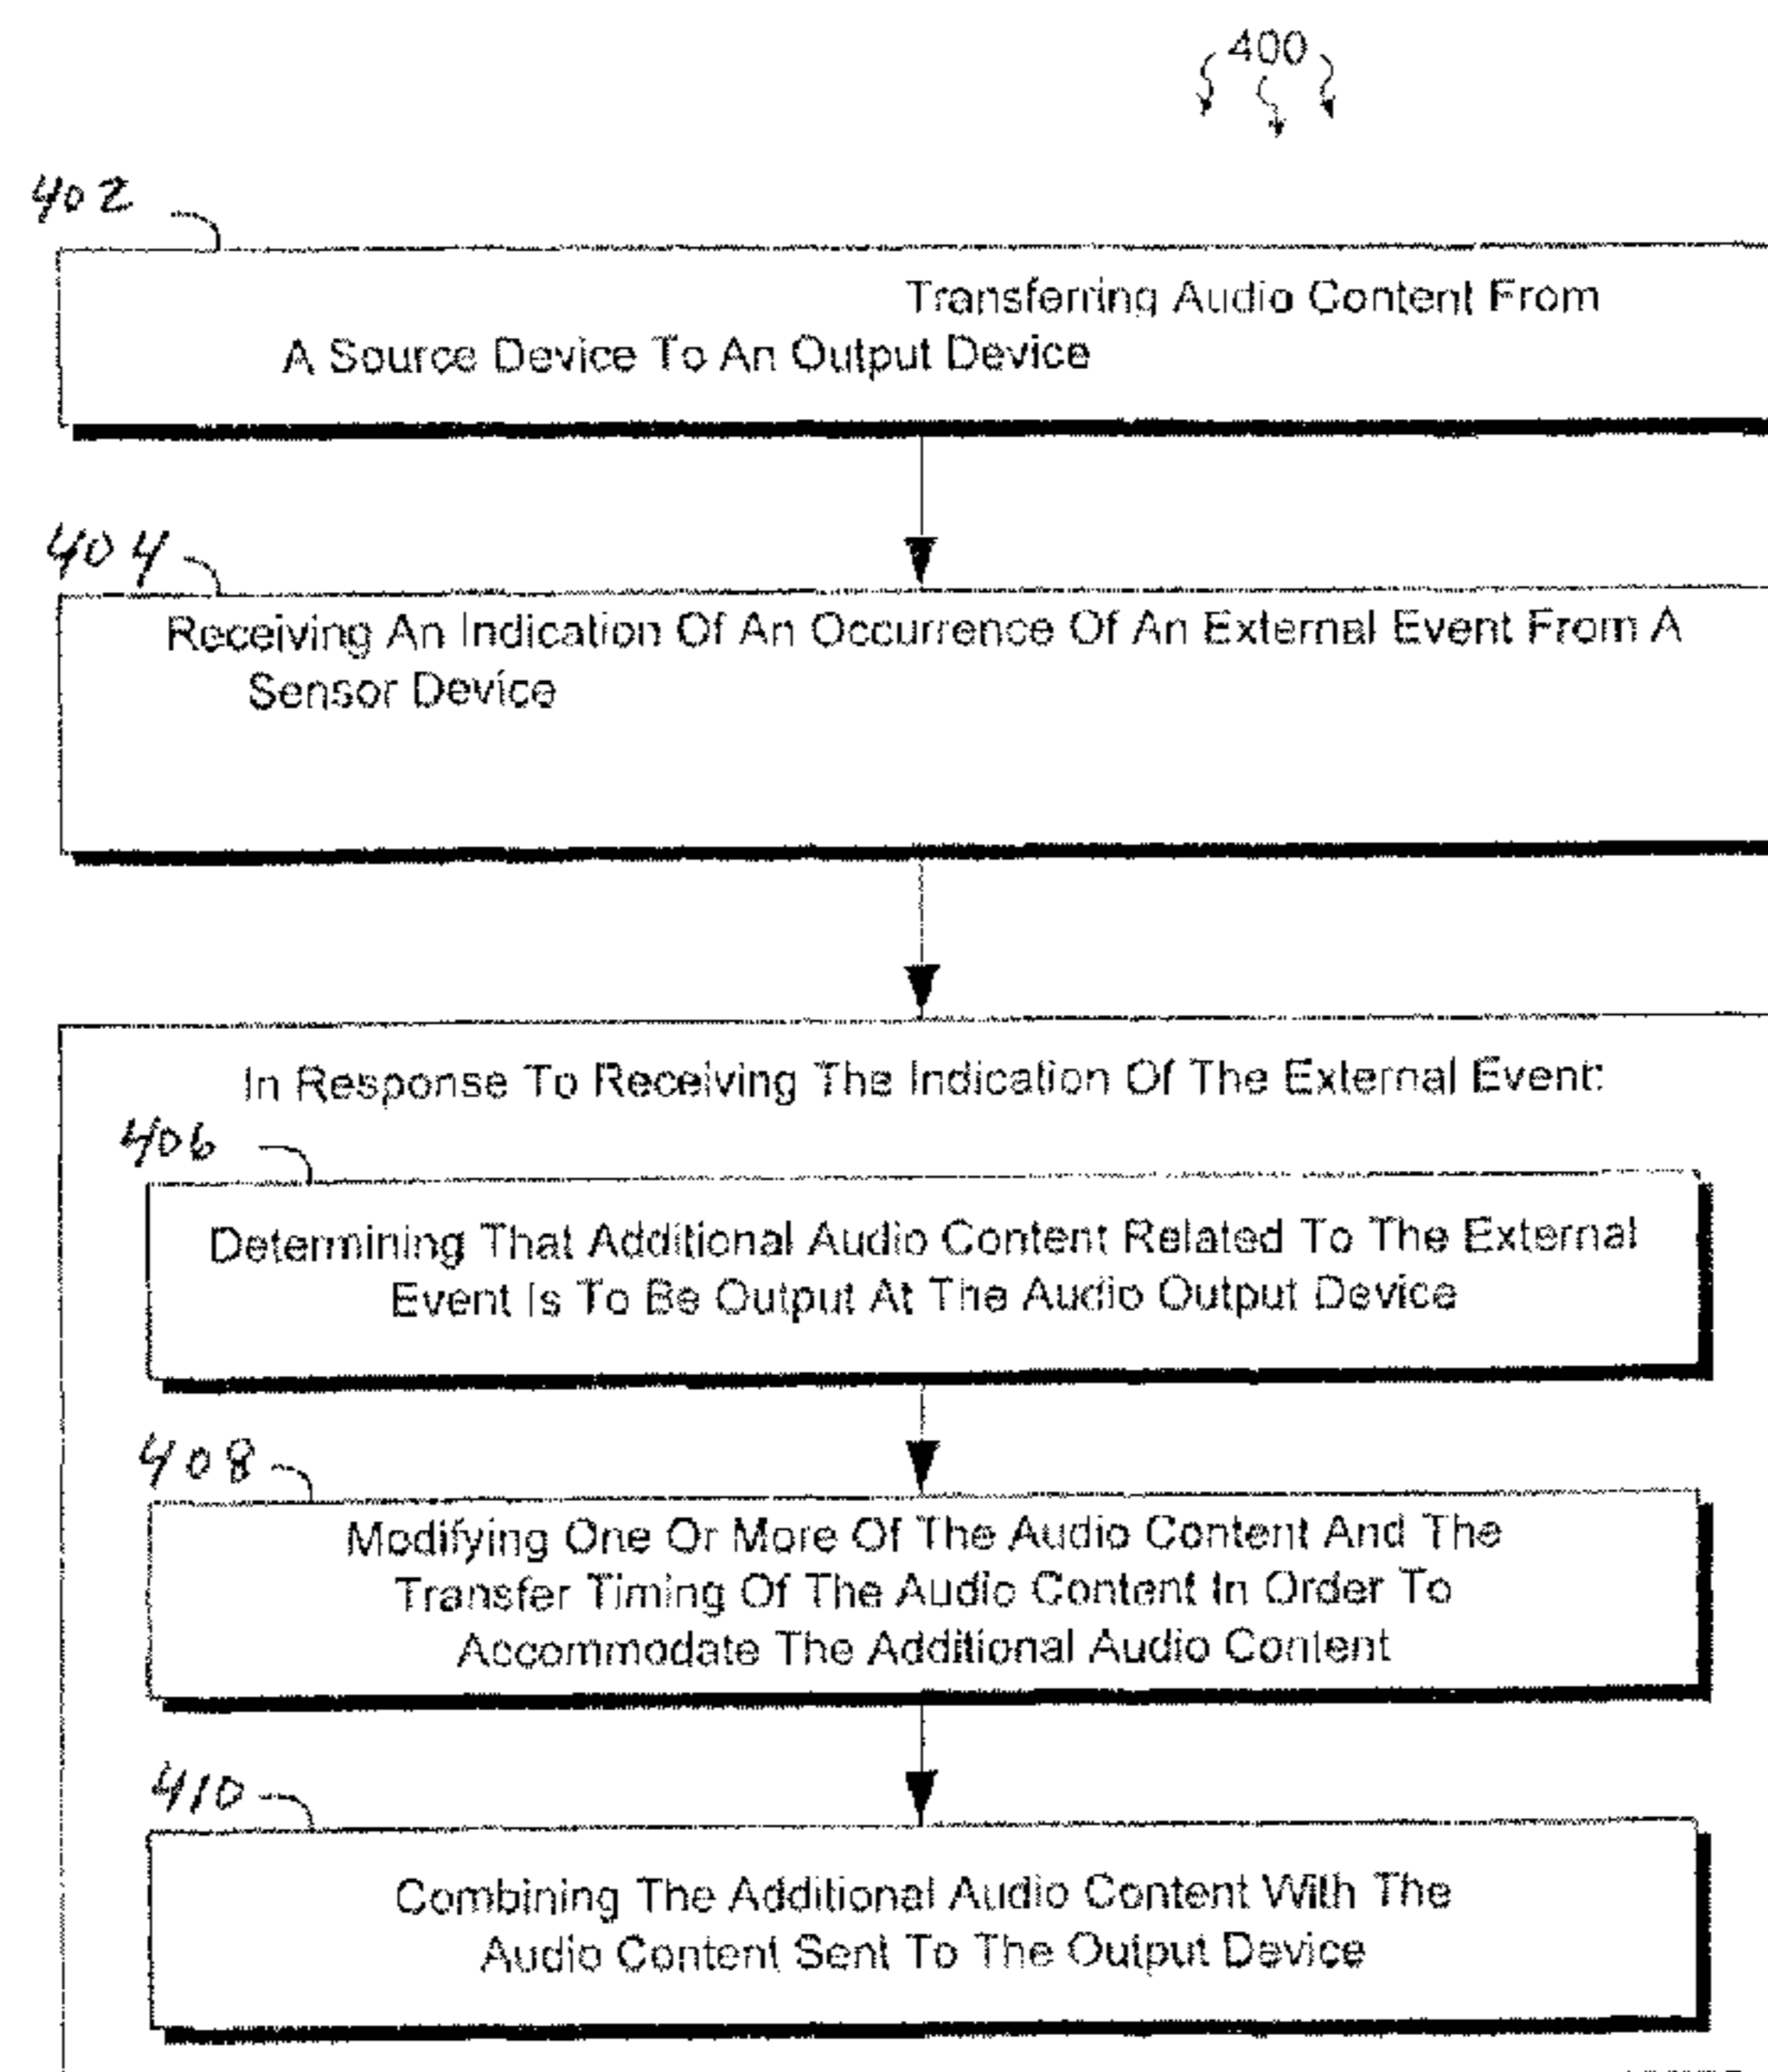 400
402
Transferring Audio Content From
A Source Device To An Output Device
404
Receiving An Indication Of An Occurrence Of An External Event From A
Sensor Device
In Response To Receiving The Indication Of The External Event:
406
Determining That Additional Audio Content Related To The External
Event Is To Be Output At The Audio Output Device
408
Modifying One Or More Of The Audio Content And The
Transfer Timing Of The Audio Content In Order To
Accommodate The Additional Audio Content
410
Combining The Additional Audio Content With The
Audio Content Sent To The Output Device